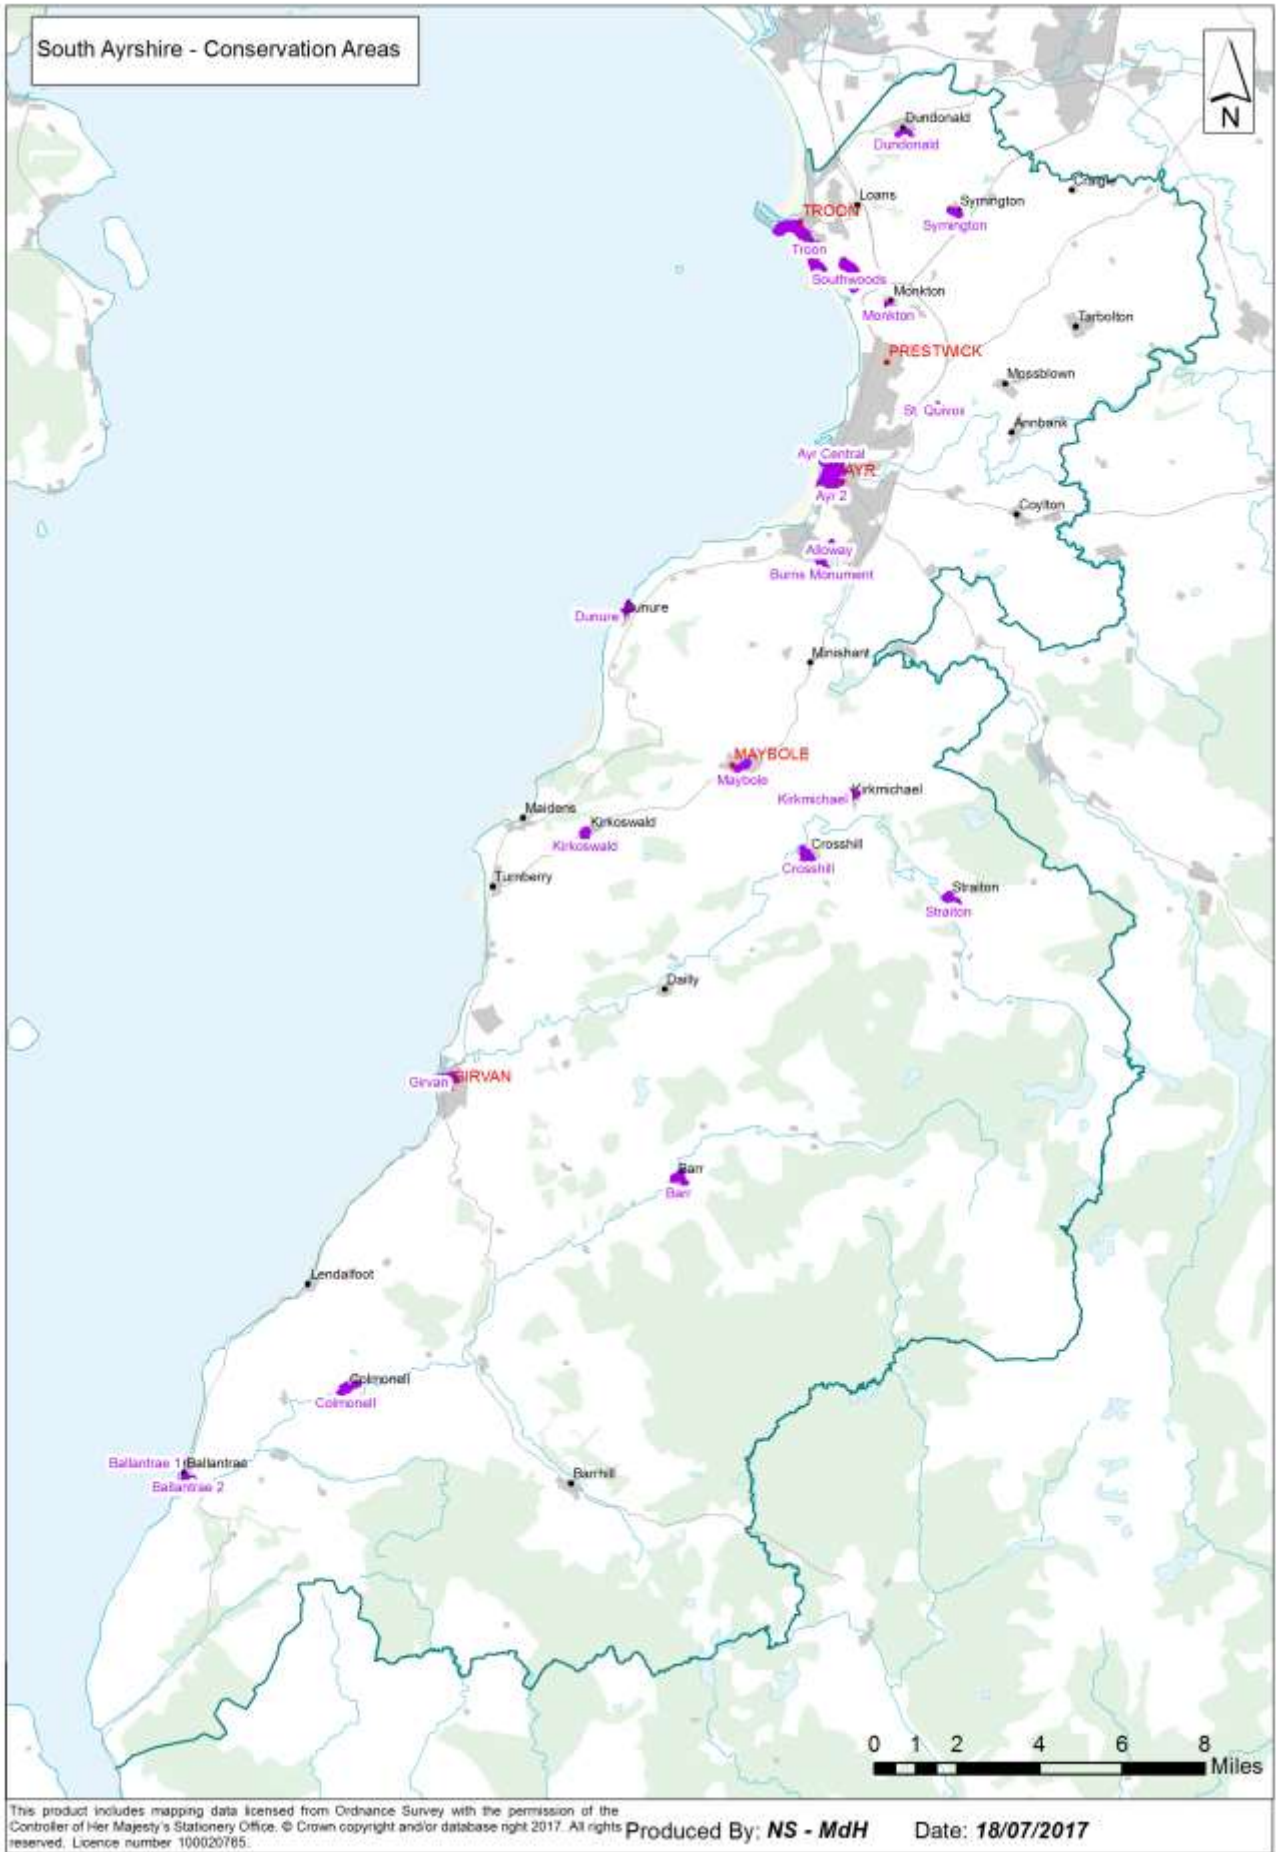 South Ayrshire - Conservation Areas
N
Dundonald
Dundonald
Craigie
Loans
TROON
Symington
Symington
Troon
Southwoods
Monkton
Monkton
Tarbolton
PRESTWICK
Mossblown
St. Quivox
Annbank
Ayr Central
AYR
Ayr 2
Coylton
Alloway
Burns Monument
Dunure
Dunure
Minishant
MAYBOLE
Maybole
Kirkmichael
Kirkmichael
Maidens
Kirkoswald
Kirkoswald
Crosshill
Crosshill
Turnberry
Straiton
Straiton
Dailly
Girvan
GIRVAN
Barr
Barr
Lendalfoot
Colmonell
Colmonell
Ballantrae 1
Ballantrae
Ballantrae 2
Barrhill
0 1 2 4 6 8
Miles
This product includes mapping data licensed from Ordnance Survey with the permission of the
Controller of Her Majesty's Stationery Office. © Crown copyright and/or database right 2017. All rights
reserved. Licence number 100020765.
Produced By: NS - MdH
Date: 18/07/2017